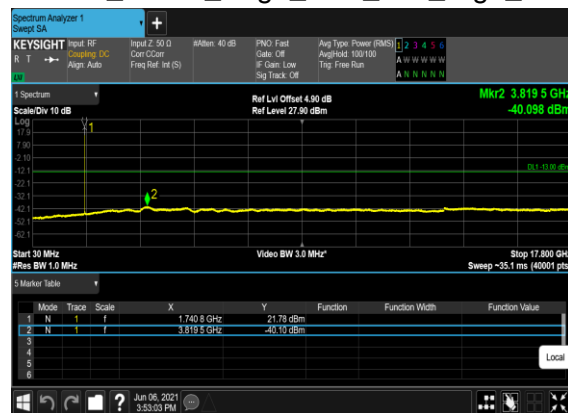 Spectrum Analyzer 1
Swept SA
+
KEYSIGHT
R T
LM
Input: RF
Coupling: DC
Align: Auto
Input Z: 50 Ω
Corr CCorr
Freq Ref: Int (S)
#Atten: 40 dB
PNO: Fast
Gate: Off
IF Gain: Low
Sig Track: Off
Avg Type: Power (RMS)
Avg|Hold: 100/100
Trig: Free Run
1 2 3 4 5 6
A W W W W W
A N N N N N
1 Spectrum
Scale/Div 10 dB
Ref Lvl Offset 4.90 dB
Ref Level 27.90 dBm
Mkr2 3.819 5 GHz
-40.098 dBm
Log
17.9
7.90
-2.10
-12.1
-22.1
-32.1
-42.1
-52.1
-62.1
1
2
DL1 -13.00 dBm
Start 30 MHz
#Res BW 1.0 MHz
Video BW 3.0 MHz*
Stop 17.800 GHz
Sweep ~35.1 ms (40001 pts)
5 Marker Table
Mode Trace Scale X Y Function Function Width Function Value
1 N 1 f 1.740 8 GHz 21.78 dBm
2 N 1 f 3.819 5 GHz -40.10 dBm
3
4
5
6
Local
?
Jun 06, 2021
3:53:03 PM